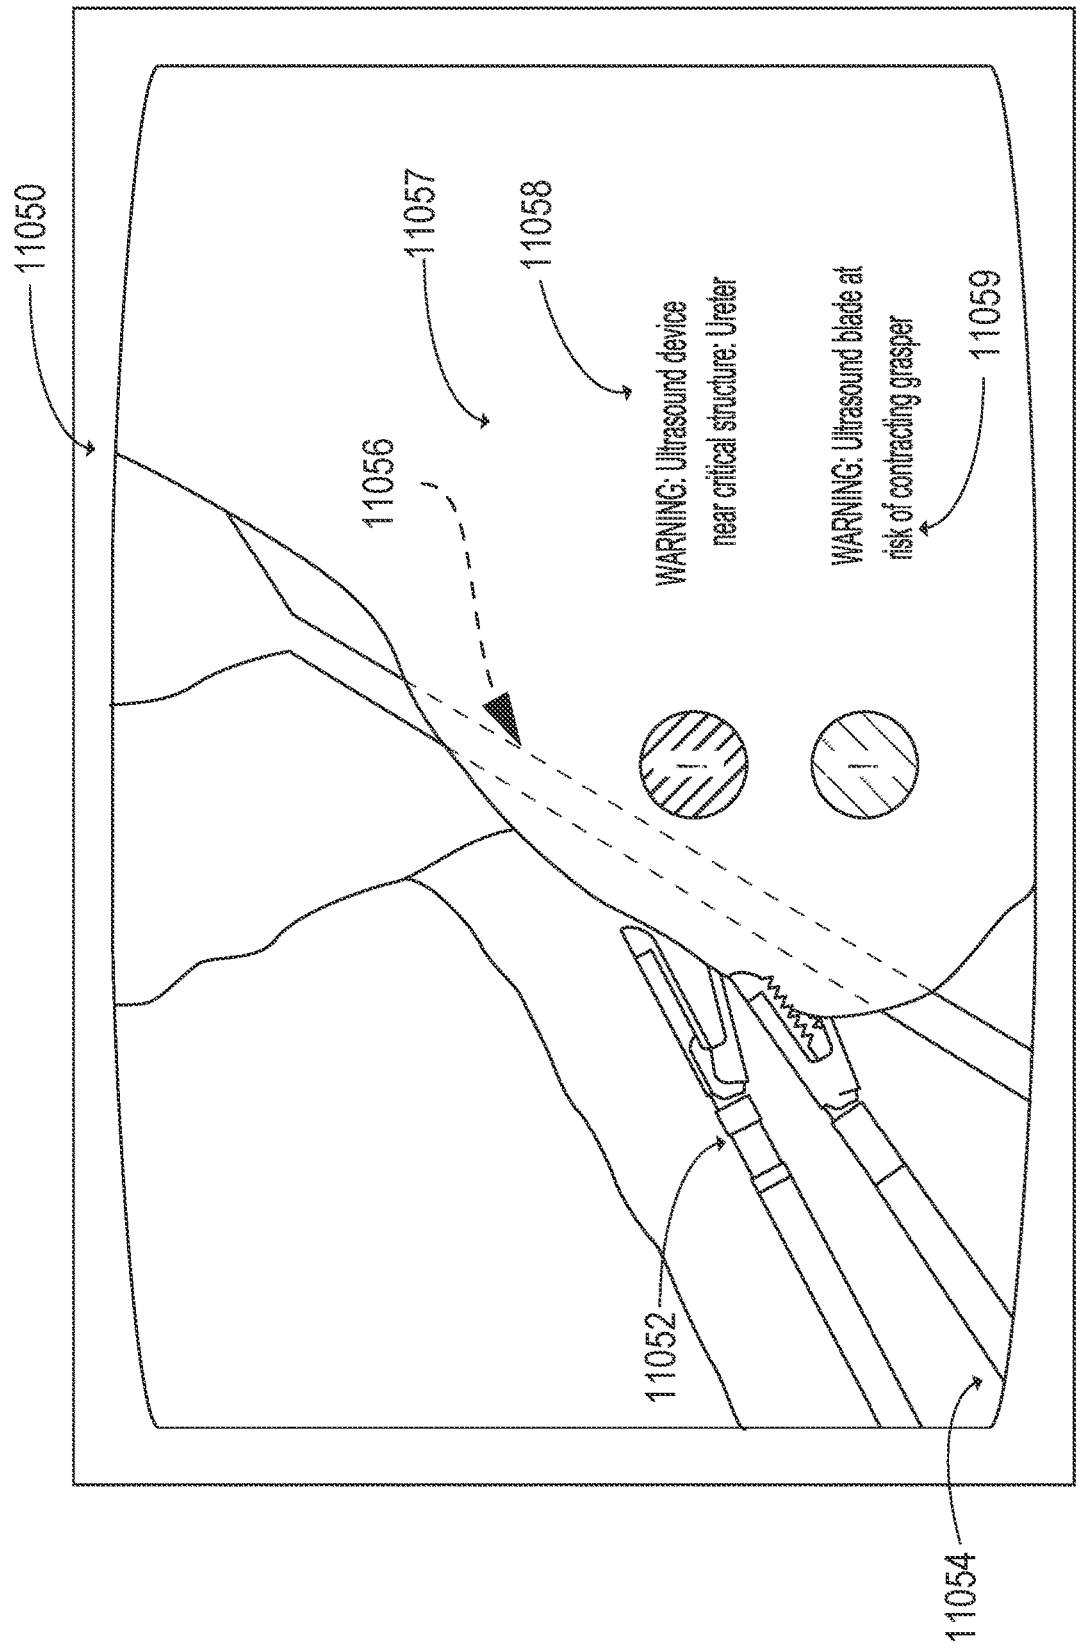 11050
11057
11058
11056
WARNING: Ultrasound device
near critical structure: Ureter
!
WARNING: Ultrasound blade at
risk of contracting grasper
!
11059
11052
11054